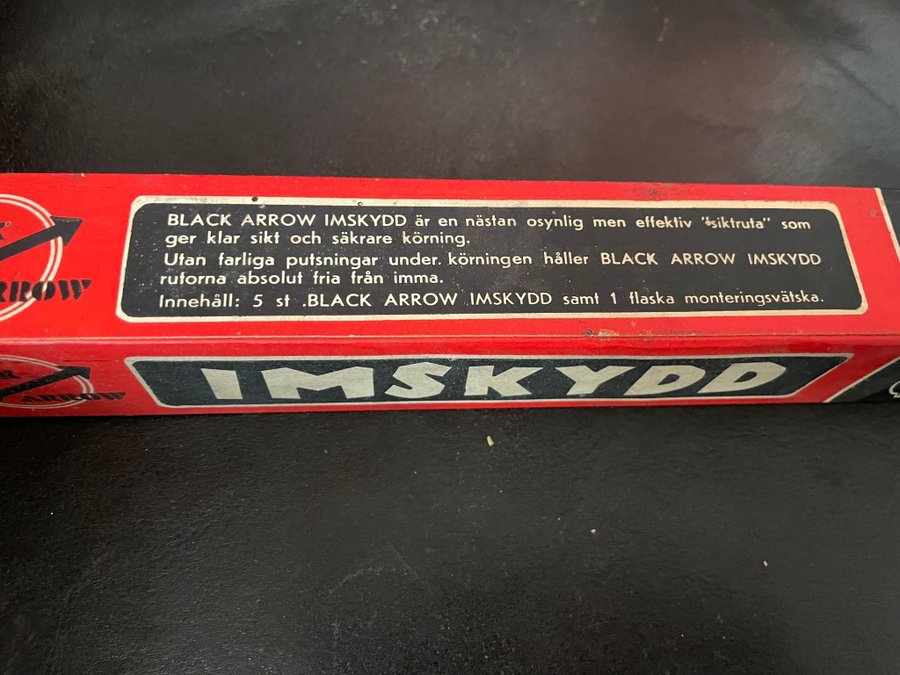 BLACK ARROW IMSKYDD är en nästan osynlig men effektiv "siktruta" som
ger klar sikt och säkrare körning.
Utan farliga putsningar under. körningen håller BLACK ARROW IMSKYDD
rutorna absolut fria från imma.
Innehåll: 5 st .BLACK ARROW IMSKYDD samt 1 flaska monteringsvätska.
ARROW
IMSKYDD
ARROW